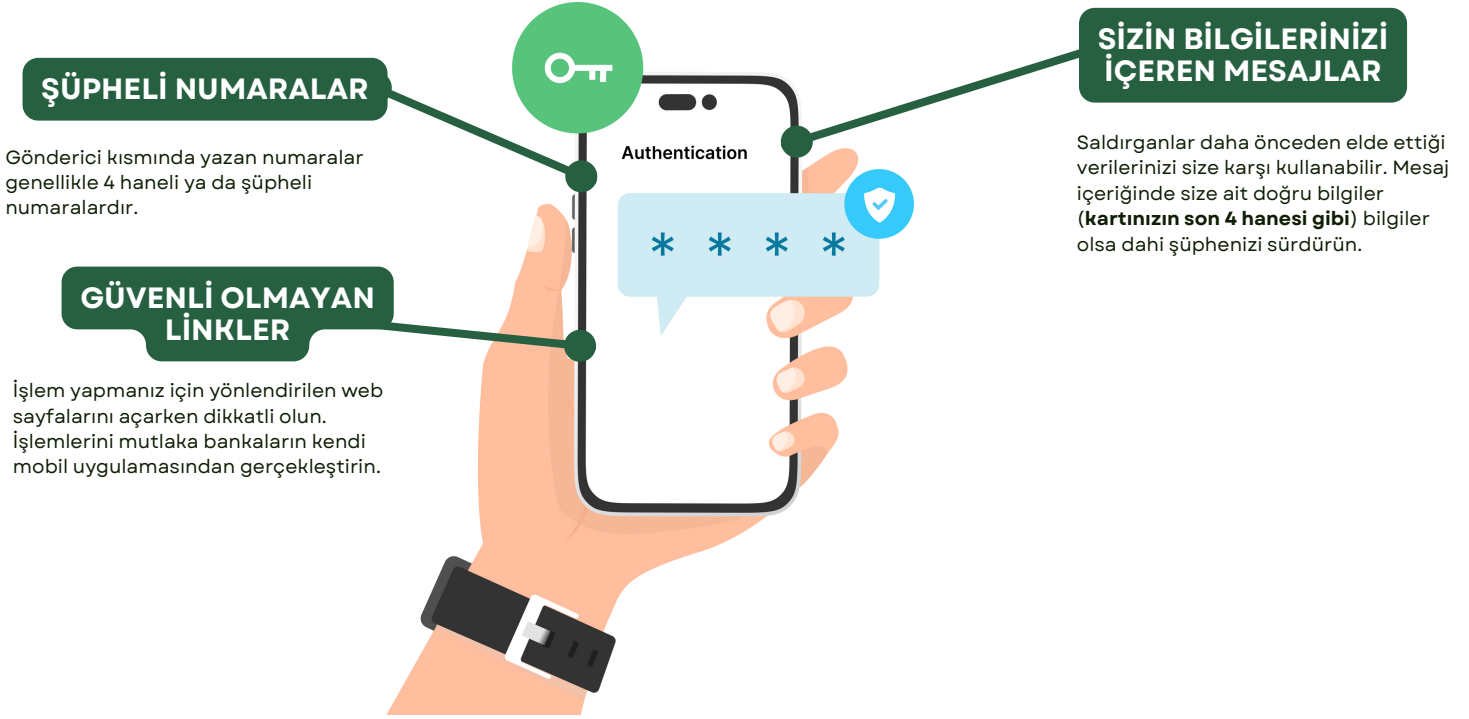 ŞÜPHELİ NUMARALAR
Gönderici kısmında yazan numaralar
genellikle 4 haneli ya da şüpheli
numaralardır.
GÜVENLİ OLMAYAN
LİNKLER
İşlem yapmanız için yönlendirilen web
sayfalarını açarken dikkatli olun.
İşlemlerini mutlaka bankaların kendi
mobil uygulamasından gerçekleştirin.
Authentication
* * * *
SİZİN BİLGİLERİNİZİ
İÇEREN MESAJLAR
Saldırganlar daha önceden elde ettiği
verilerinizi size karşı kullanabilir. Mesaj
içeriğinde size ait doğru bilgiler
(kartınızın son 4 hanesi gibi) bilgiler
olsa dahi şüphenizi sürdürün.